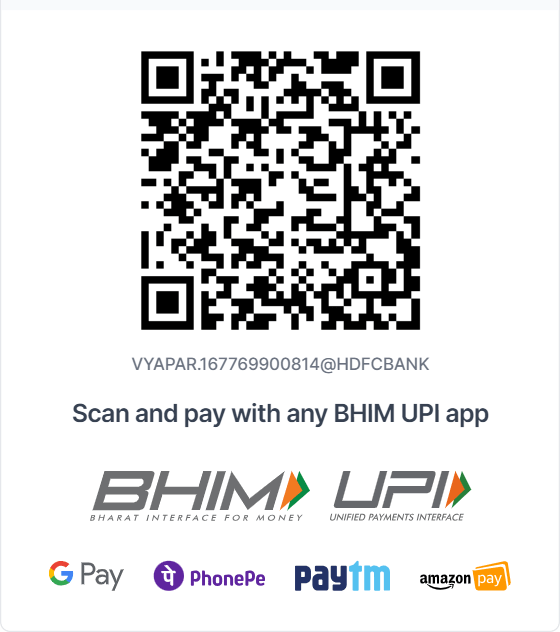 VYAPAR.167769900814@HDFCBANK
Scan and pay with any BHIM UPI app
BHIM UPI
BHARAT INTERFACE FOR MONEY UNIFIED PAYMENTS INTERFACE
G Pay PhonePe paytm amazon pay